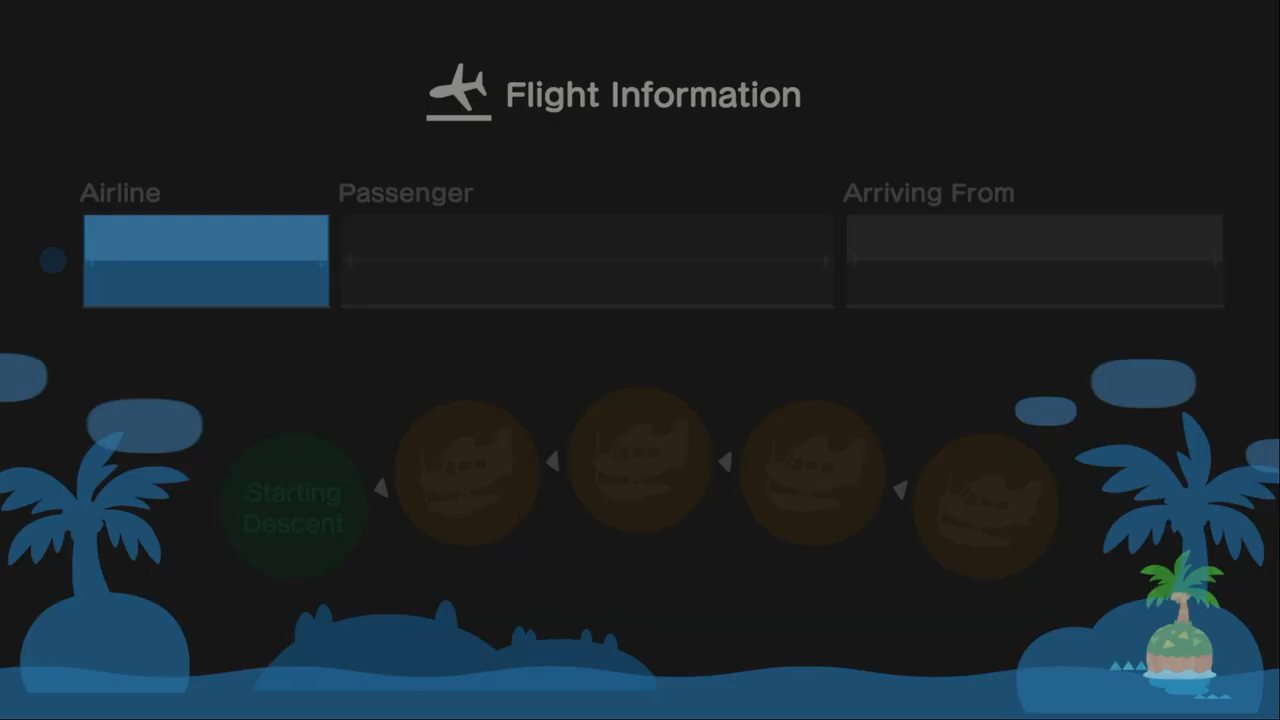 Flight Information
Airline
Passenger
Arriving From
Starting
Descent